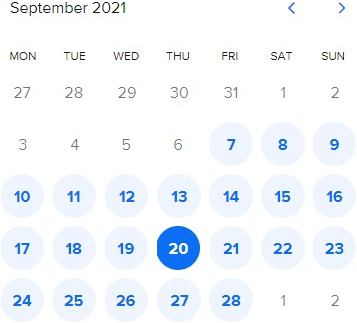 September 2021
MON TUE WED THU FRI SAT SUN
27 28 29 30 31 1 2
3 4 5 6 7 8 9
10 11 12 13 14 15 16
17 18 19 20 21 22 23
24 25 26 27 28 1 2